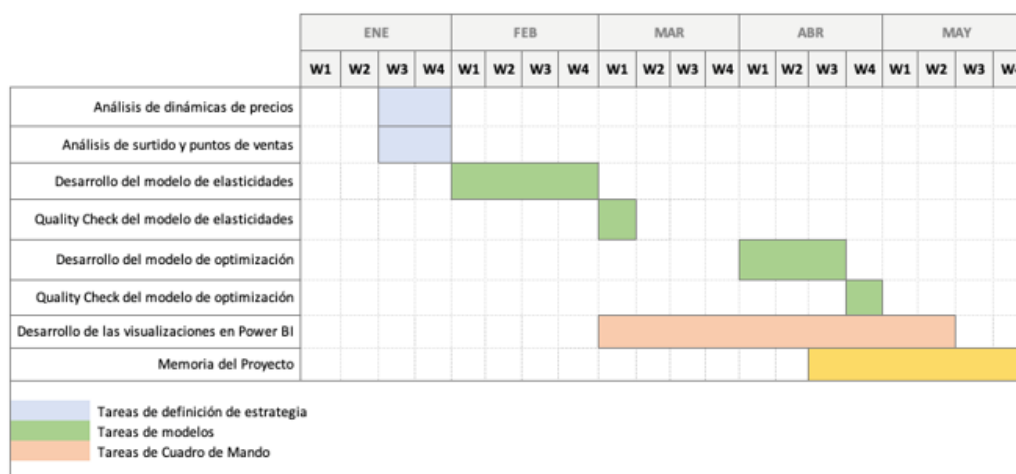 ENE FEB MAR ABR MAY
W1 W2 W3 W4 W1 W2 W3 W4 W1 W2 W3 W4 W1 W2 W3 W4 W1 W2 W3
Análisis de dinámicas de precios
Análisis de surtido y puntos de ventas
Desarrollo del modelo de elasticidades
Quality Check del modelo de elasticidades
Desarrollo del modelo de optimización
Quality Check del modelo de optimización
Desarrollo de las visualizaciones en Power BI
Memoria del Proyecto
Tareas de definición de estrategia
Tareas de modelos
Tareas de Cuadro de Mando